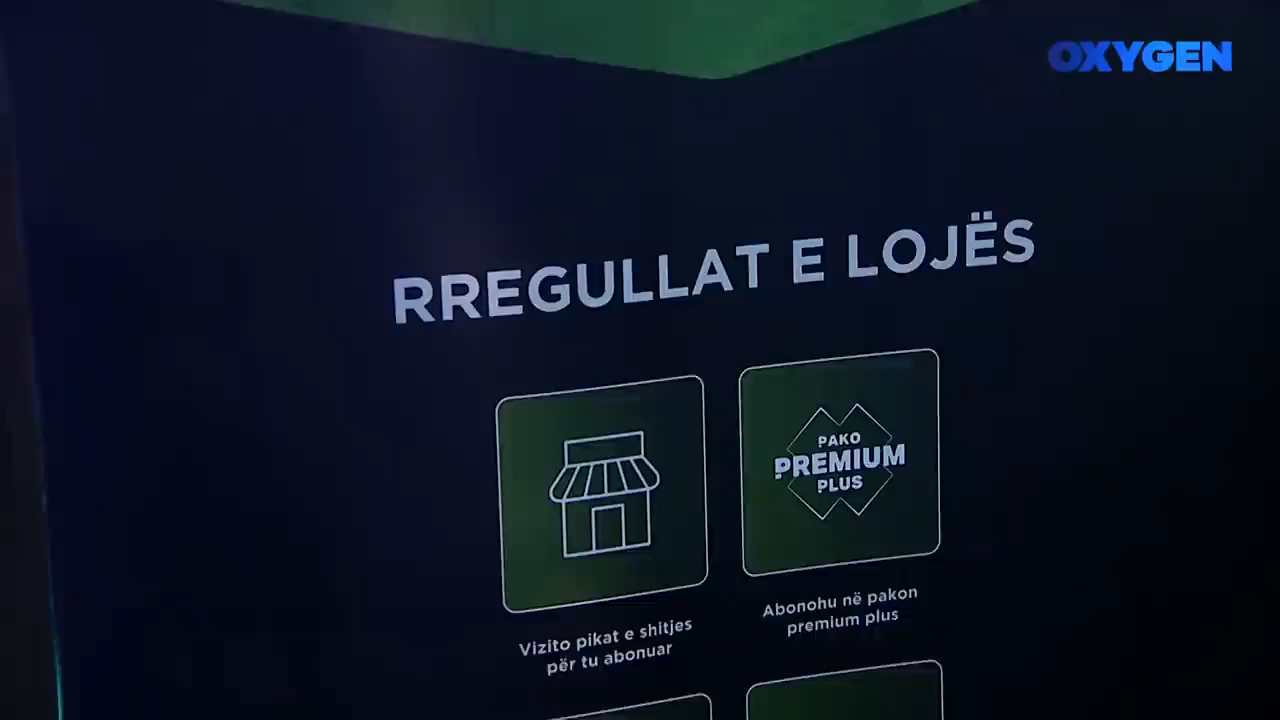 OXYGEN
RREGULLAT E LOJËS
PAKO
PREMIUM
PLUS
Vizito pikat e shitjes
për tu abonuar
Abonohu në pakon
premium plus